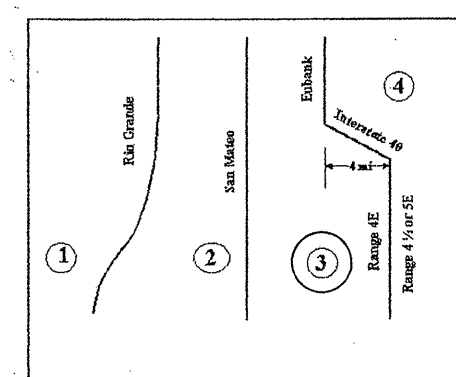 Rio Grande
San Mateo
Eubank
Interstate 40
4
4 mi
1
2
3
Range 4E
Range 4 ½ or 5E